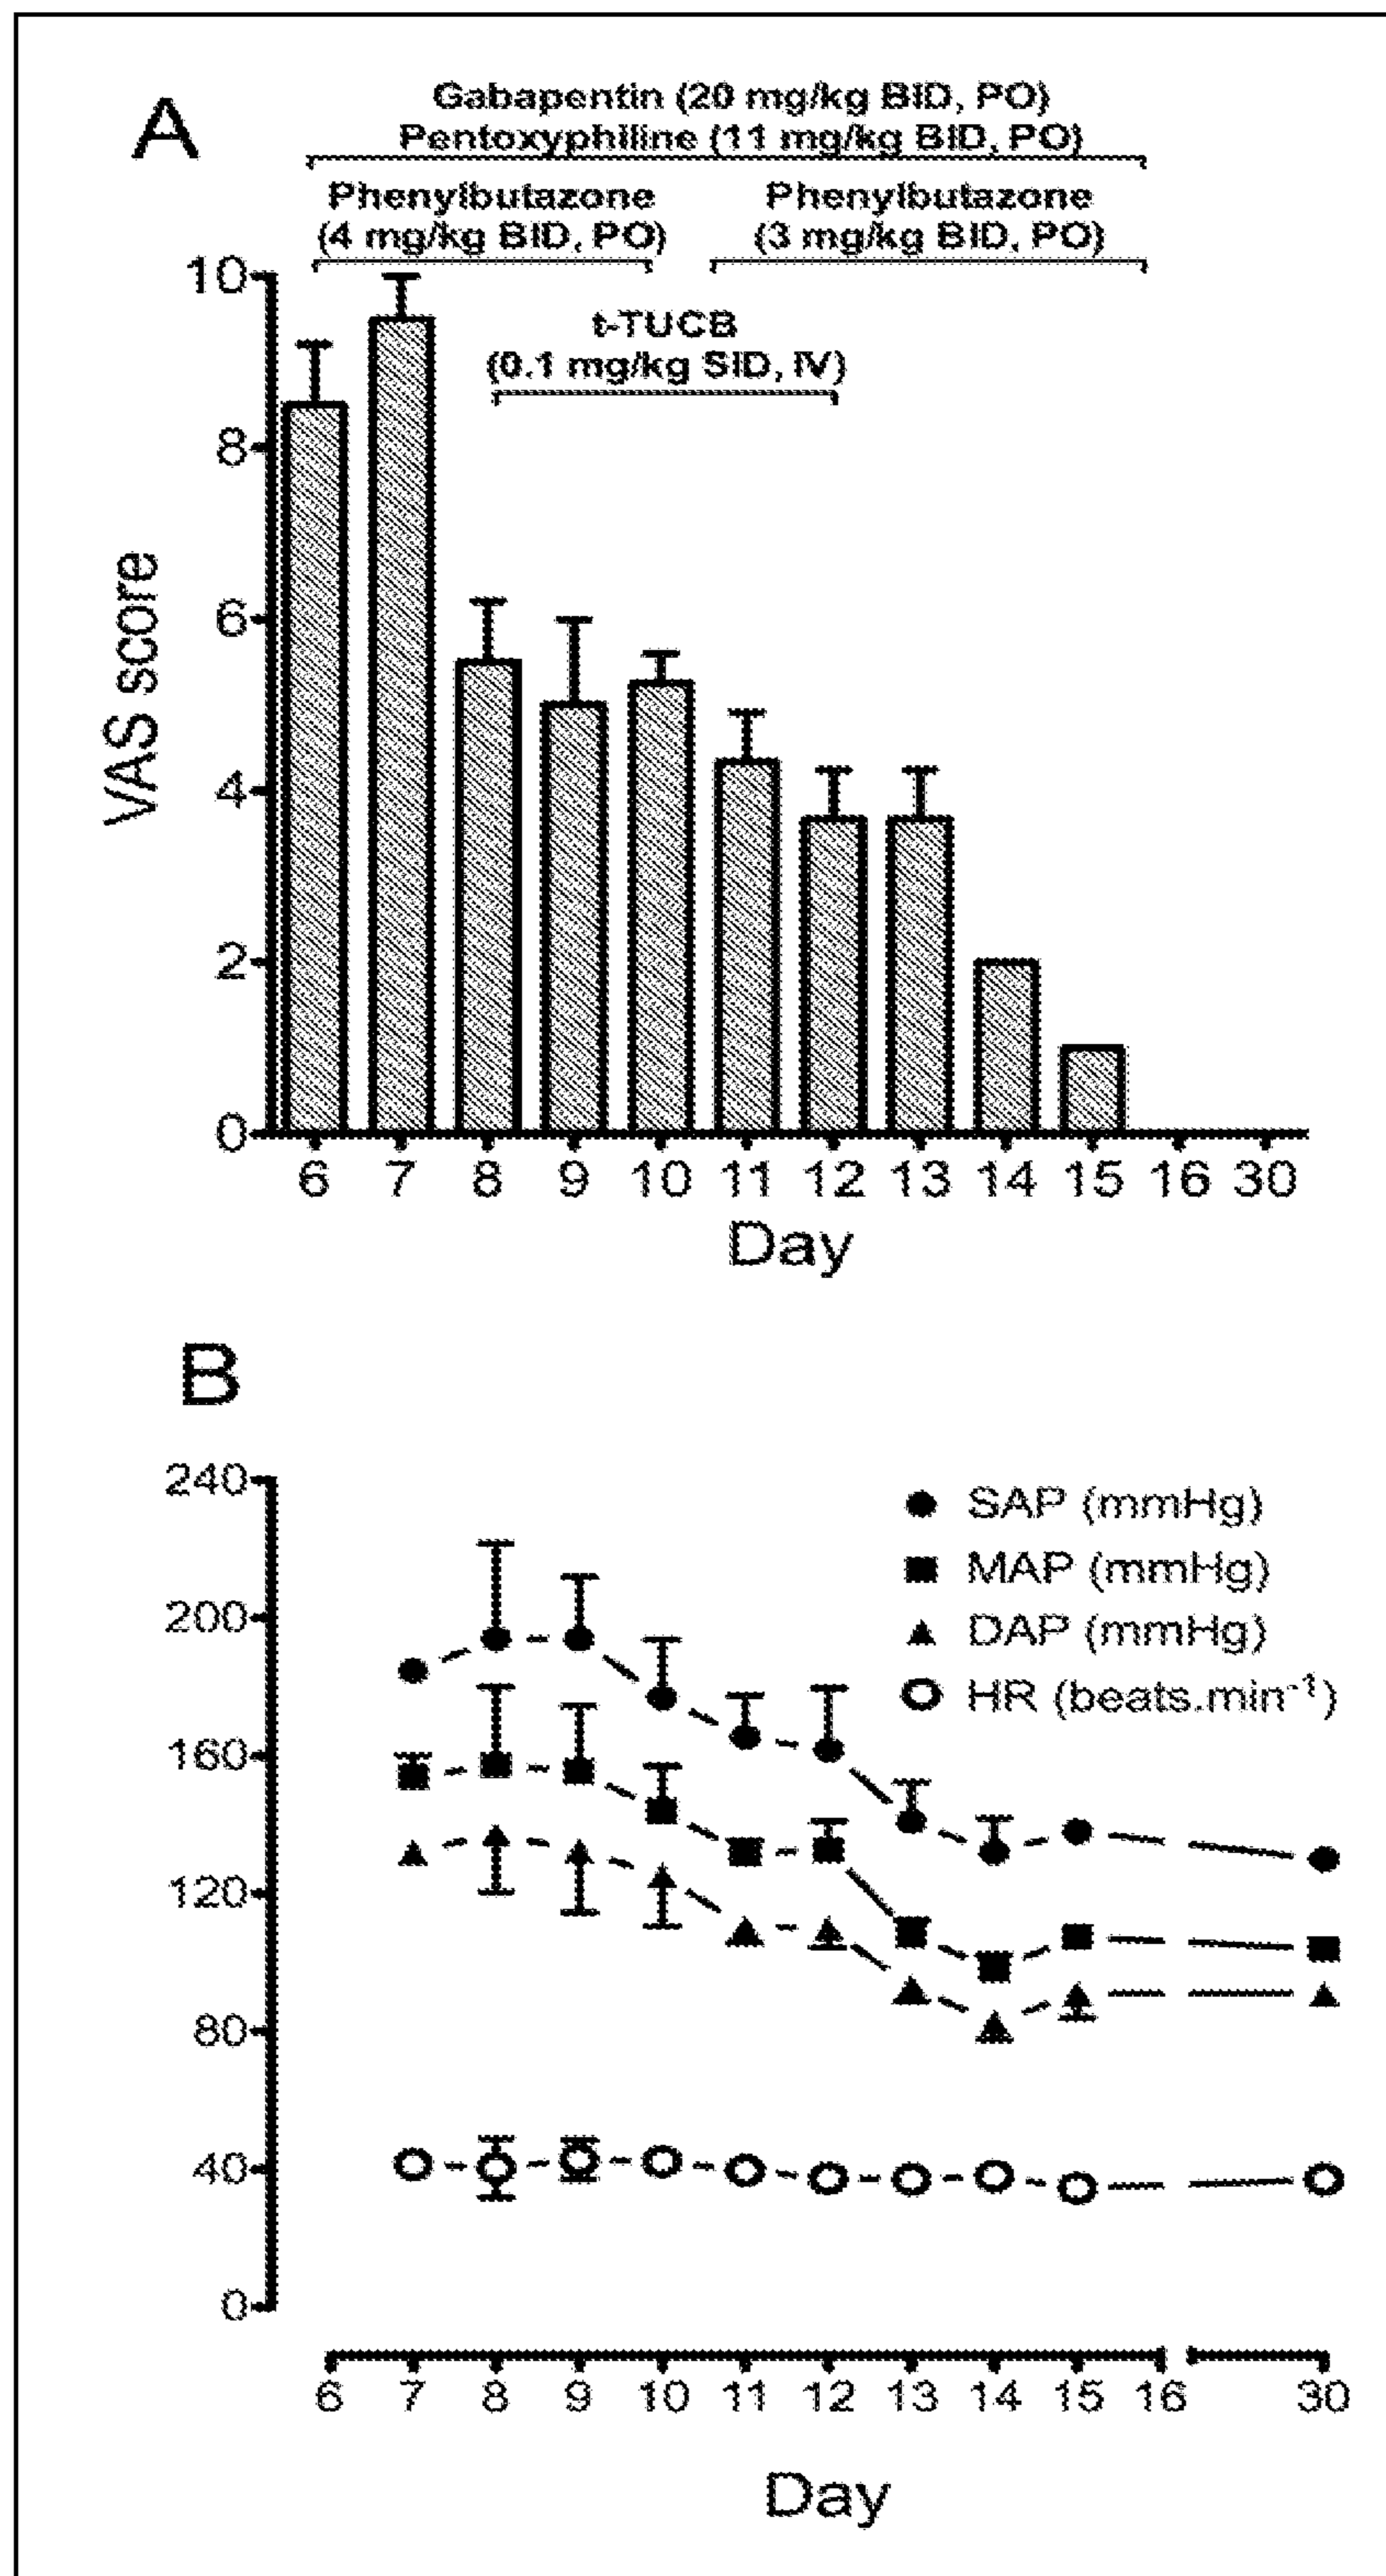 A
Gabapentin (20 mg/kg BID, PO)
Pentoxyphiline (11 mg/kg BID, PO)
Phenylbutazone
(4 mg/kg BID, PO)
Phenylbutazone
(3 mg/kg BID, PO)
t-TUCB
(0.1 mg/kg SID, IV)
VAS score
10
8
6
4
2
0
6 7 8 9 10 11 12 13 14 15 16 30
Day
B
240
200
160
120
80
40
0
SAP (mmHg)
MAP (mmHg)
DAP (mmHg)
HR (beats.min⁻¹)
6 7 8 9 10 11 12 13 14 15 16 30
Day